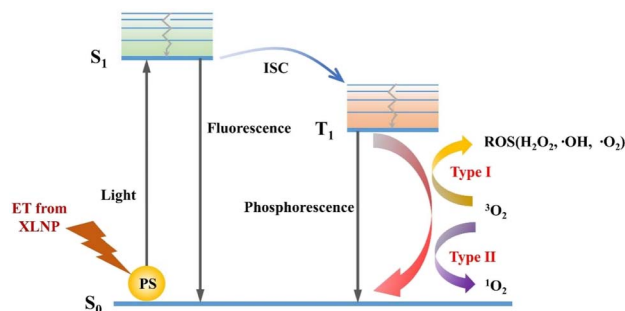 S₁
ISC
T₁
Fluorescence
ROS(H₂O₂, ·OH, ·O₂)
Type I
ET from
XLNP
Light
Phosphorescence
³O₂
Type II
PS
¹O₂
S₀